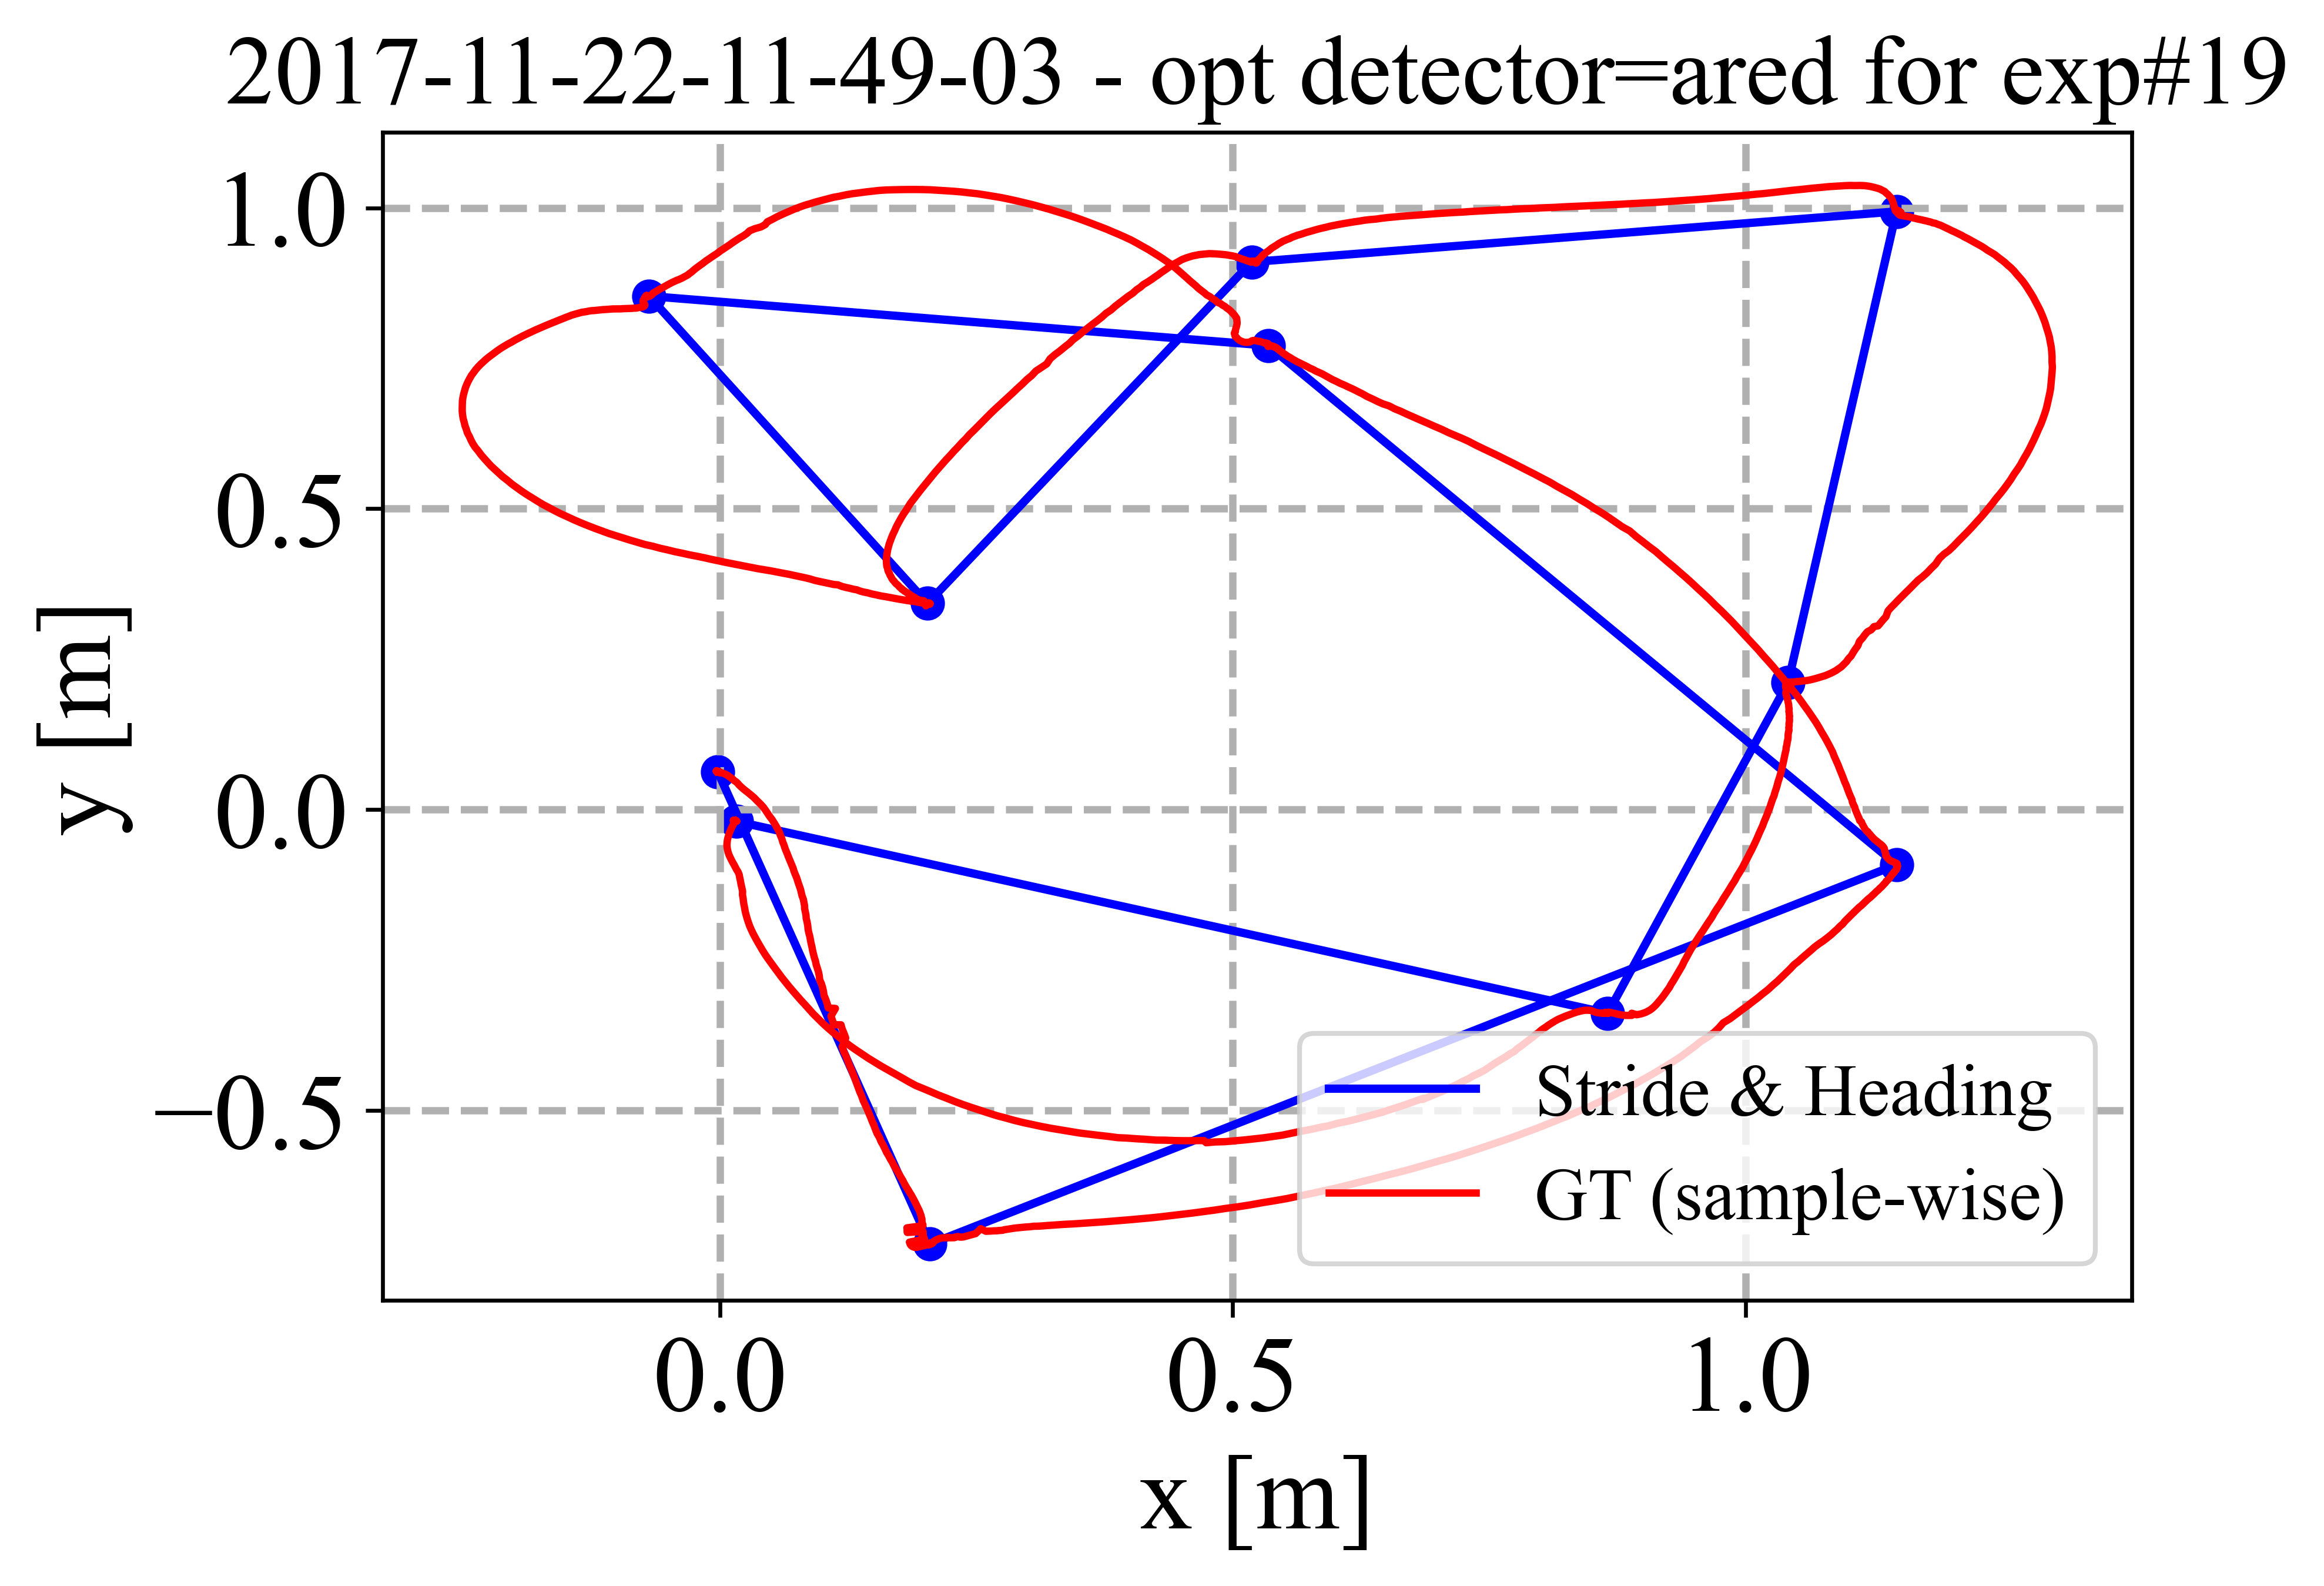 2017-11-22-11-49-03 - opt detector=ared for exp#19
1.0
0.5
0.0
−0.5
y [m]
0.0 0.5 1.0
x [m]
Stride & Heading
GT (sample-wise)